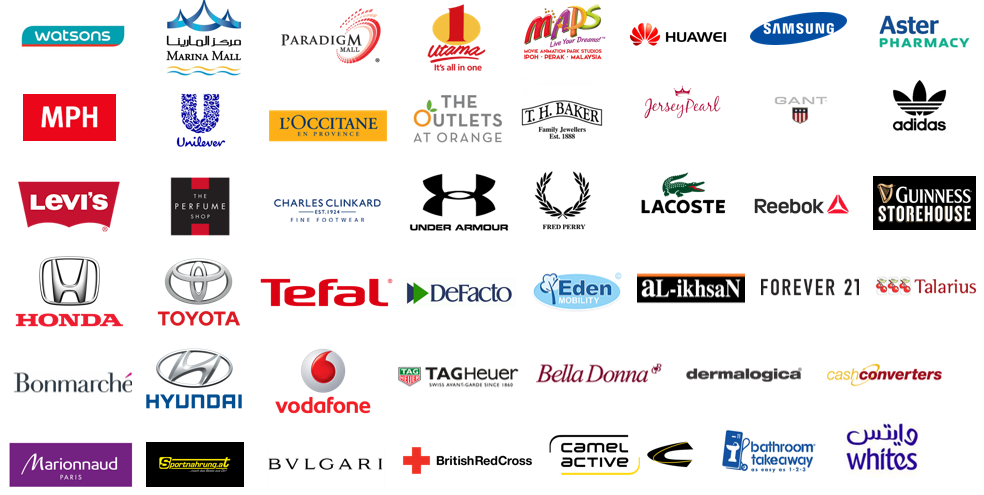 watsons
مركز المارينا
MARINA MALL
PARADIGM
MALL
®
1
utama
It's all in one
MAPS
Live Your Dreams!™
MOVIE ANIMATION PARK STUDIOS
IPOH • PERAK • MALAYSIA
HUAWEI
SAMSUNG
Aster
PHARMACY
MPH
Unilever
L'OCCITANE
EN PROVENCE
THE
OUTLETS
AT ORANGE
T. H. BAKER
Family Jewellers
Est. 1888
JerseyPearl
GANT
adidas
LEVI'S
®
THE
PERFUME
SHOP
CHARLES CLINKARD
EST.1924
FINE FOOTWEAR
UNDER ARMOUR
FRED PERRY
LACOSTE
Reebok
GUINNESS
STOREHOUSE
HONDA
TOYOTA
Tefal®
DeFacto
Eden
MOBILITY
©
aL-ikhsaN
FOREVER 21
Talarius
Bonmarché
HYUNDAI
vodafone
TAG
HEUER
TAGHeuer
SWISS AVANT-GARDE SINCE 1860
Bella Donna B
dermalogica®
cashconverters
Marionnaud
PARIS
Sportnahrung.at
BVLGARI
BritishRedCross
camel
active
bathroom
takeaway
as easy as 1-2-3
وايتس
whites